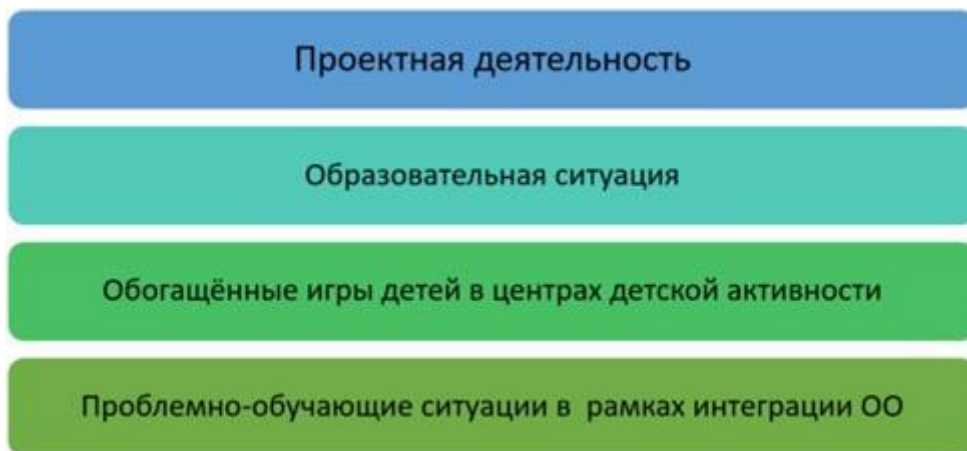 Проектная деятельность
Образовательная ситуация
Обогащённые игры детей в центрах детской активности
Проблемно-обучающие ситуации в рамках интеграции ОО